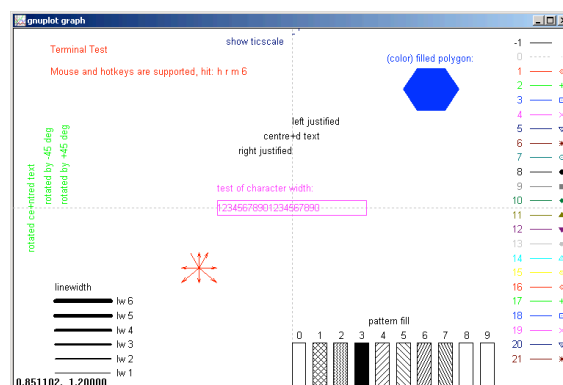 gnuplot graph
show ticscale
Terminal Test
Mouse and hotkeys are supported, hit: h r m 6
(color) filled polygon:
left justified
centre+d text
right justified
rotated ce+ntred text
rotated by -45 deg
rotated by +45 deg
test of character width:
12345678901234567890
linewidth
lw 6
lw 5
lw 4
lw 3
lw 2
lw 1
pattern fill
0 1 2 3 4 5 6 7 8 9
-1
0
1
2
3
4
5
6
7
8
9
10
11
12
13
14
15
16
17
18
19
20
21
0.851102, 1.20000